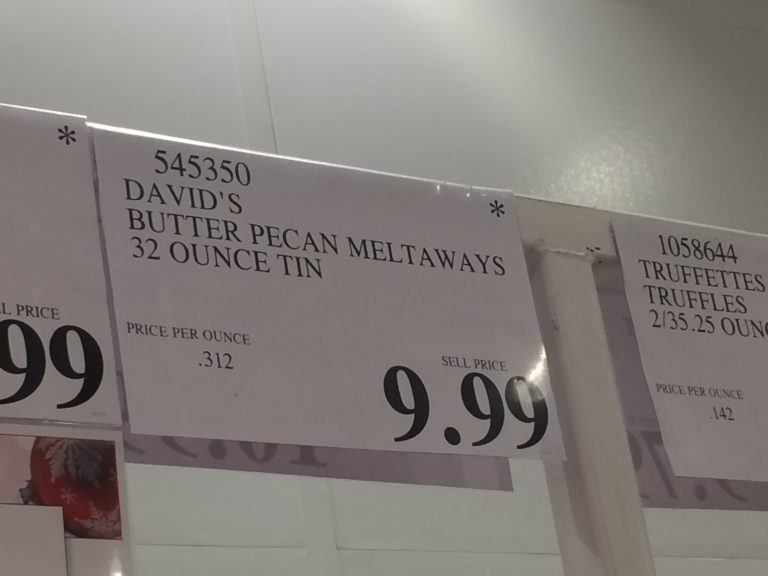 *
L PRICE
99
545350
*
DAVID'S
BUTTER PECAN MELTAWAYS
32 OUNCE TIN
PRICE PER OUNCE
.312
SELL PRICE
9.99
1058644
TRUFFETTES
TRUFFLES
2/35.25 OUNC
PRICE PER OUNCE
.142